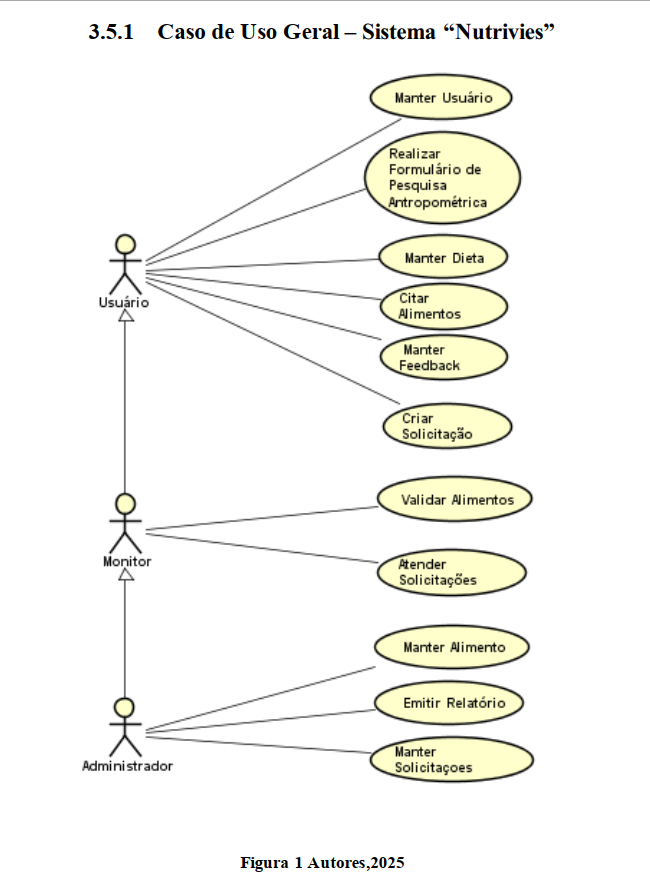 3.5.1 Caso de Uso Geral – Sistema “Nutrivies”
Manter Usuário
Realizar
Formulário de
Pesquisa
Antropométrica
Usuário
Manter Dieta
Citar
Alimentos
Manter
Feedback
Criar
Solicitação
Validar Alimentos
Monitor
Atender
Solicitações
Manter Alimento
Emitir Relatório
Administrador
Manter
Solicitaçoes
Figura 1 Autores,2025